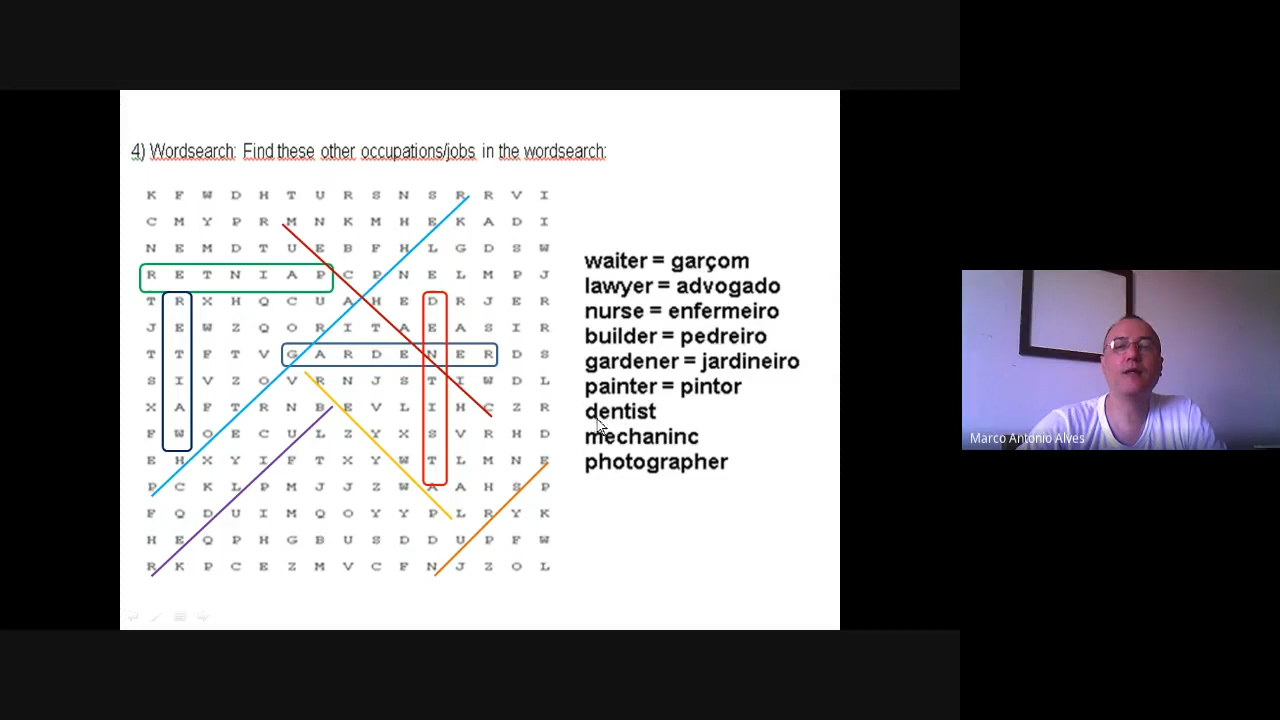 4) Wordsearch: Find these other occupations/jobs in the wordsearch:
K F W D H T U R S N S R R V I
C M Y P R M N K M H E K A D I
N E M D T U E B F H L G D S W
R E T N I A P C P N E L M P J
T R X H Q C U A H E D R J E R
J E W Z Q O R I T A E A S I R
T T F T V G A R D E N E R D S
S I V Z O V R N J S T I W D L
X A F T R N B E V L I H C Z R
F W O E C U L Z Y X S V R H D
E H X Y I F T X Y W T L M N E
P C K L P M J J Z W A A H S P
F Q D U I M Q O Y Y P L R Y K
H E Q P H G B U S D D U P F W
R K P C E Z M V C F N J Z O L
waiter = garçom
lawyer = advogado
nurse = enfermeiro
builder = pedreiro
gardener = jardineiro
painter = pintor
dentist
mechaninc
photographer
Marco Antonio Alves